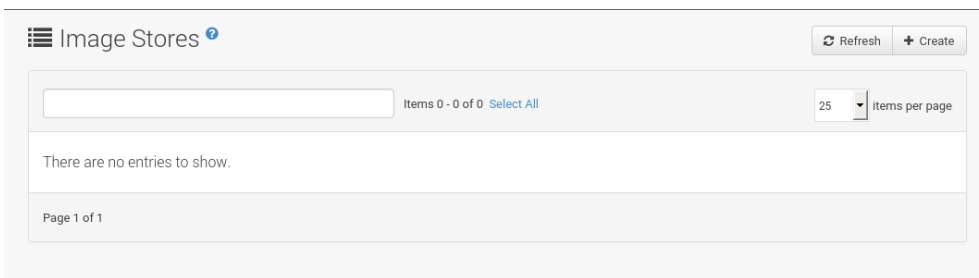 Image Stores ?
Refresh + Create
Items 0 - 0 of 0 Select All 25 items per page
There are no entries to show.
Page 1 of 1